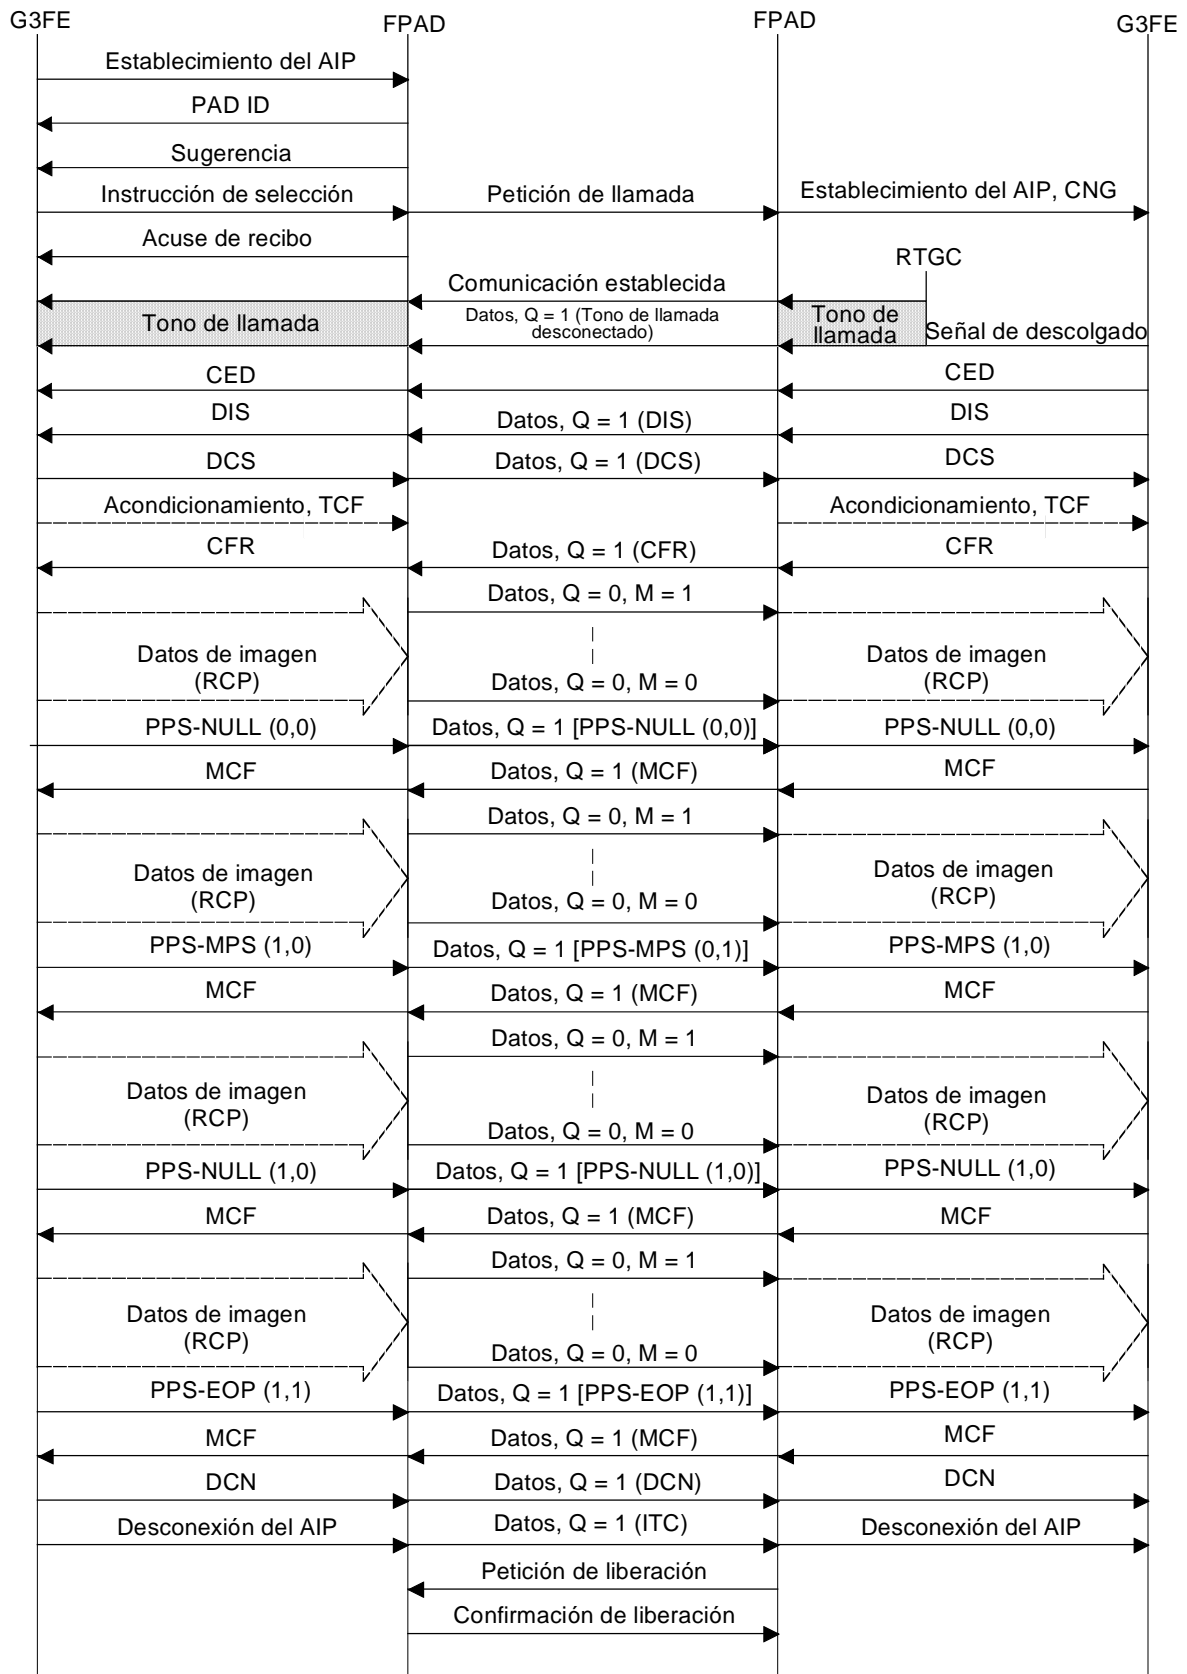 G3FE FPAD FPAD G3FE
Establecimiento del AIP
PAD ID
Sugerencia
Instrucción de selección Petición de llamada Establecimiento del AIP, CNG
Acuse de recibo
RTGC
Comunicación establecida
Tono de llamada
Datos, Q = 1 (Tono de llamada
desconectado)
Tono de
llamada
Señal de descolgado
CED CED
DIS Datos, Q = 1 (DIS) DIS
DCS Datos, Q = 1 (DCS) DCS
Acondicionamiento, TCF Acondicionamiento, TCF
CFR Datos, Q = 1 (CFR) CFR
Datos, Q = 0, M = 1
Datos de imagen
(RCP)
Datos de imagen
(RCP)
Datos, Q = 0, M = 0
PPS-NULL (0,0) Datos, Q = 1 [PPS-NULL (0,0)] PPS-NULL (0,0)
MCF Datos, Q = 1 (MCF) MCF
Datos, Q = 0, M = 1
Datos de imagen
(RCP)
Datos de imagen
(RCP)
Datos, Q = 0, M = 0
PPS-MPS (1,0) Datos, Q = 1 [PPS-MPS (0,1)] PPS-MPS (1,0)
MCF Datos, Q = 1 (MCF) MCF
Datos, Q = 0, M = 1
Datos de imagen
(RCP)
Datos de imagen
(RCP)
Datos, Q = 0, M = 0
PPS-NULL (1,0) Datos, Q = 1 [PPS-NULL (1,0)] PPS-NULL (1,0)
MCF Datos, Q = 1 (MCF) MCF
Datos, Q = 0, M = 1
Datos de imagen
(RCP)
Datos de imagen
(RCP)
Datos, Q = 0, M = 0
PPS-EOP (1,1) Datos, Q = 1 [PPS-EOP (1,1)] PPS-EOP (1,1)
MCF Datos, Q = 1 (MCF) MCF
DCN Datos, Q = 1 (DCN) DCN
Desconexión del AIP Datos, Q = 1 (ITC) Desconexión del AIP
Petición de liberación
Confirmación de liberación